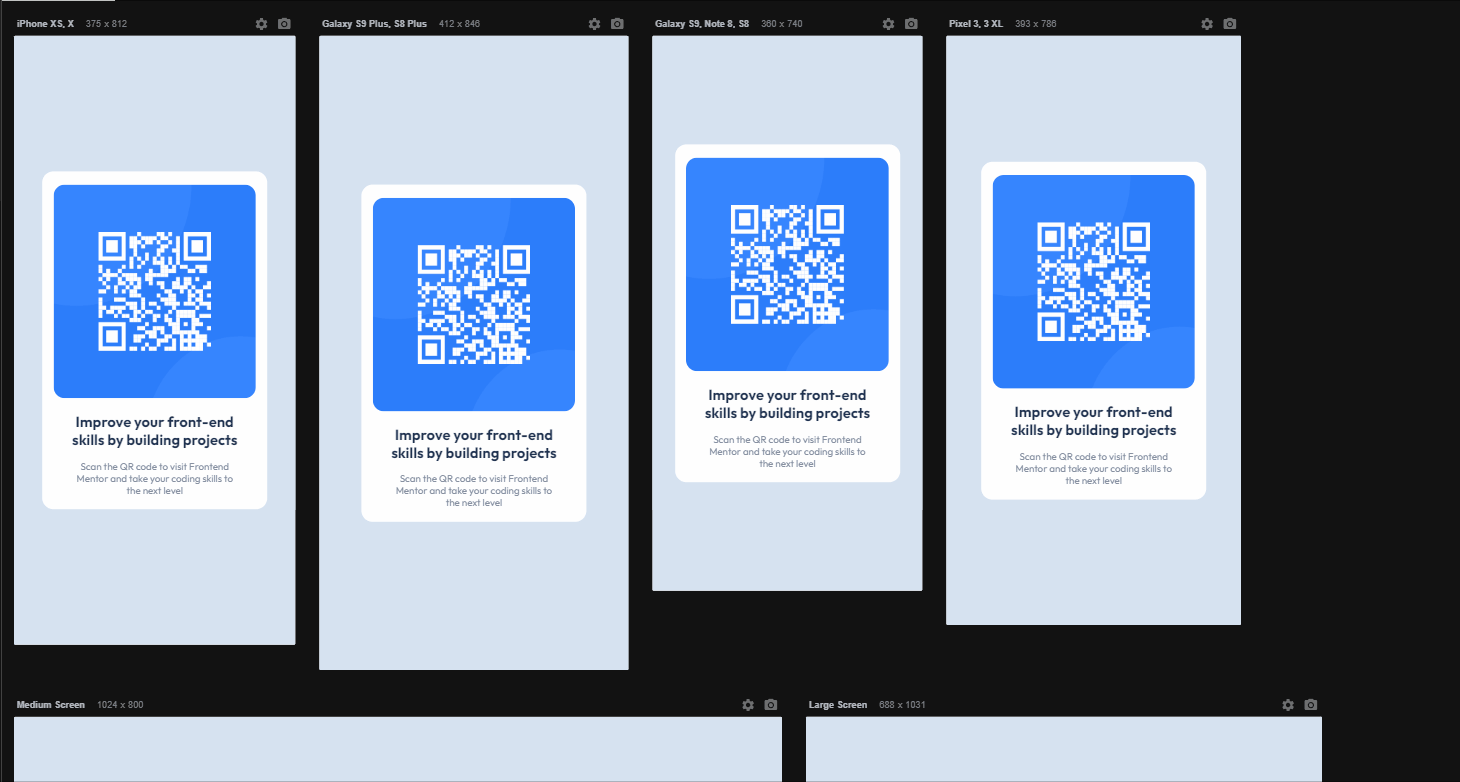 iPhone XS, X 375 x 812
Galaxy S9 Plus, S8 Plus 412 x 846
Galaxy S9, Note 8, S8 360 x 740
Pixel 3, 3 XL 393 x 786
Improve your front-end
skills by building projects
Scan the QR code to visit Frontend
Mentor and take your coding skills to
the next level
Improve your front-end
skills by building projects
Scan the QR code to visit Frontend
Mentor and take your coding skills to
the next level
Improve your front-end
skills by building projects
Scan the QR code to visit Frontend
Mentor and take your coding skills to
the next level
Improve your front-end
skills by building projects
Scan the QR code to visit Frontend
Mentor and take your coding skills to
the next level
Medium Screen 1024 x 800
Large Screen 688 x 1031